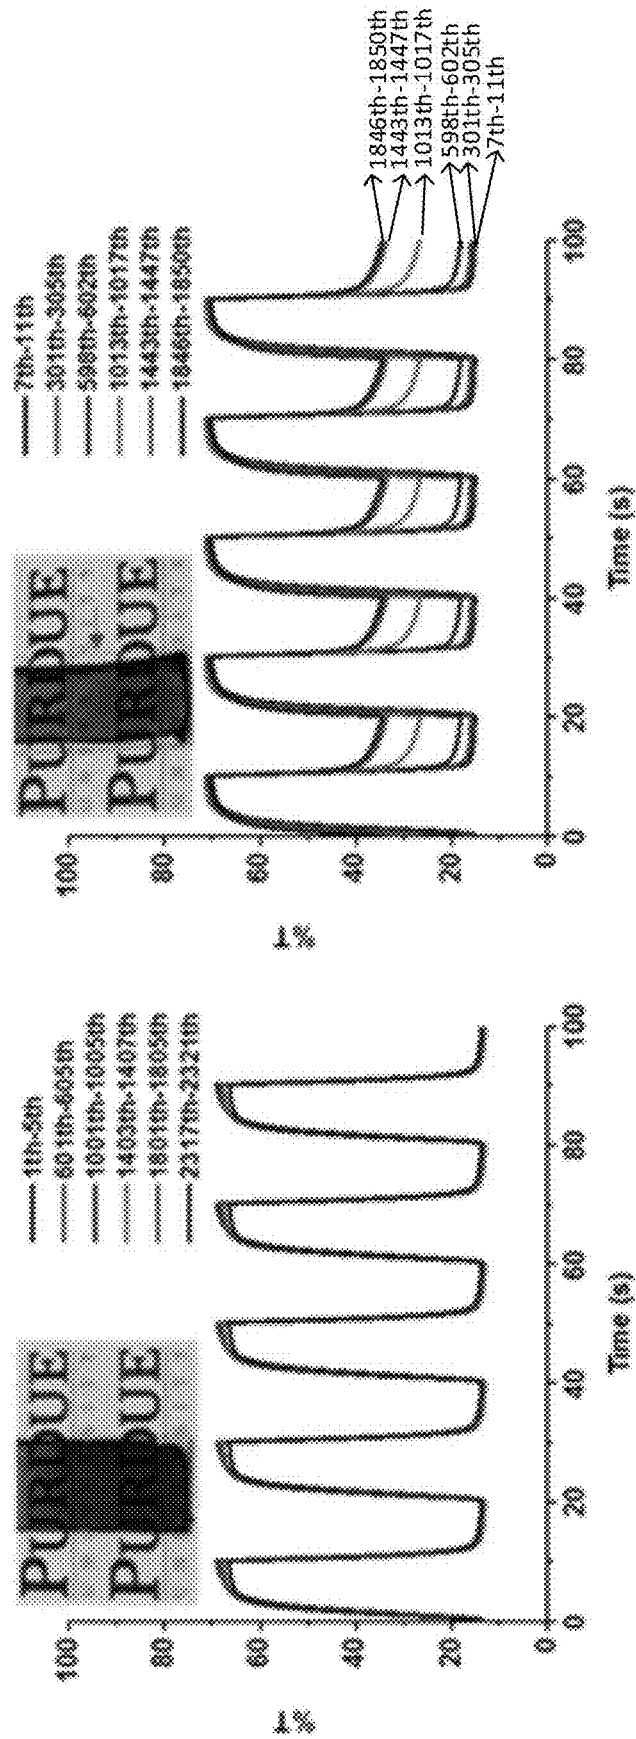 PURDUE
PURDUE
1th-5th
601th-605th
1001th-1005th
1403th-1407th
1801th-1805th
2317th-2321th
%T
100
80
60
40
20
0
0 20 40 60 80 100
Time (s)
PURDUE
PURDUE
7th-11th
301th-305th
598th-602th
1013th-1017th
1443th-1447th
1846th-1850th
%T
100
80
60
40
20
0
0 20 40 60 80 100
Time (s)
1846th-1850th
1443th-1447th
1013th-1017th
598th-602th
301th-305th
7th-11th